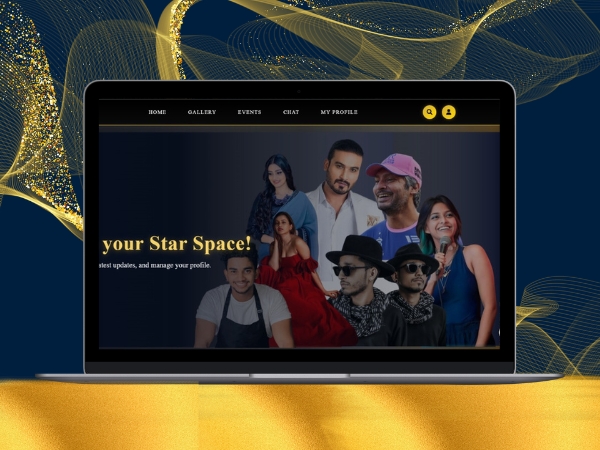 HOME GALLERY EVENTS CHAT MY PROFILE
your Star Space!
atest updates, and manage your profile.